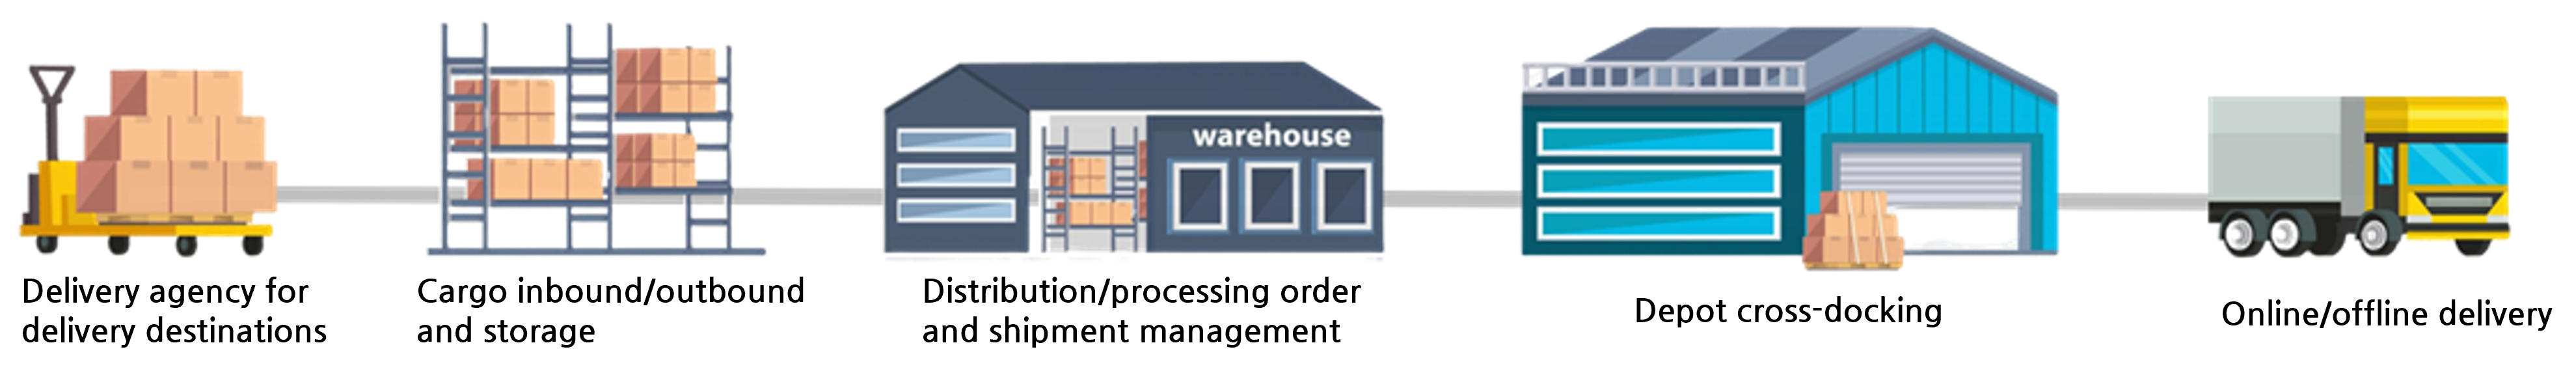 warehouse
Delivery agency for
delivery destinations
Cargo inbound/outbound
and storage
Distribution/processing order
and shipment management
Depot cross-docking
Online/offline delivery